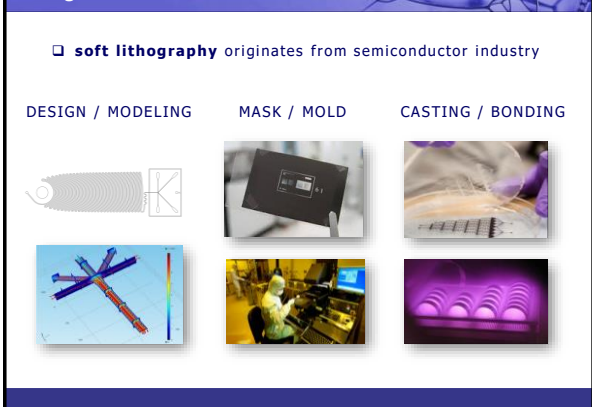 soft lithography originates from semiconductor industry
DESIGN / MODELING
MASK / MOLD
CASTING / BONDING